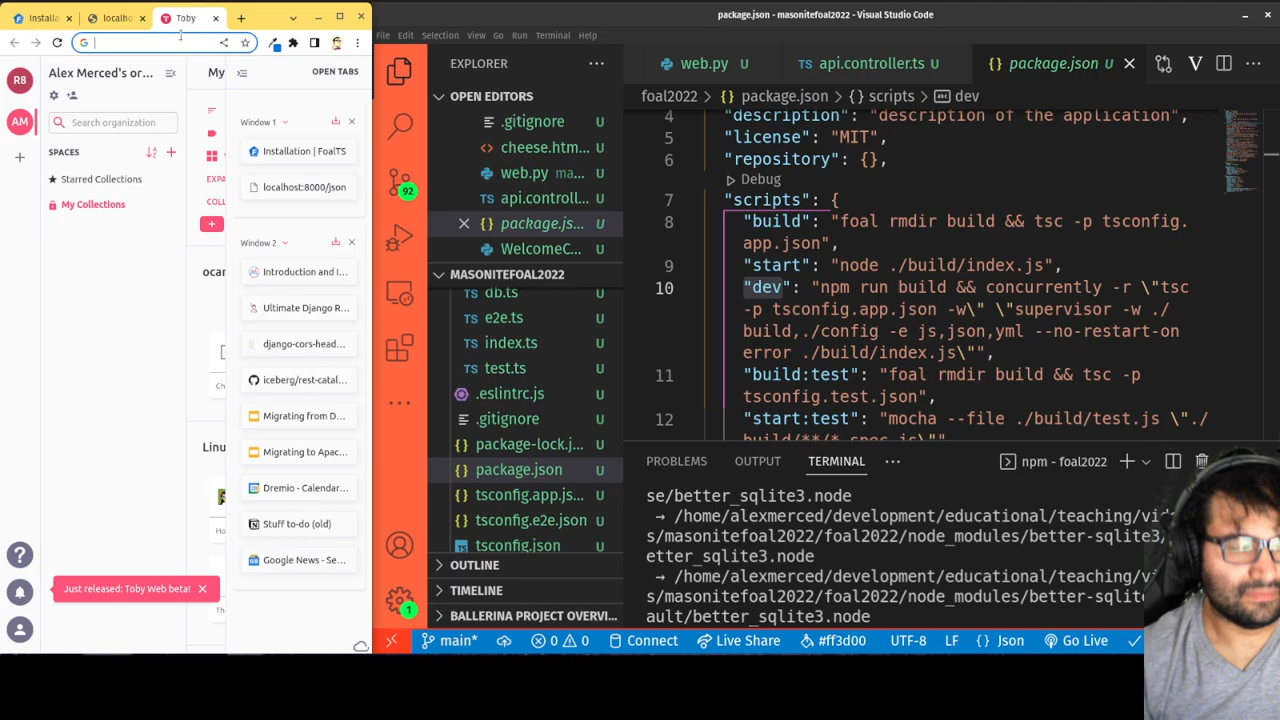 installa
localho
Toby
package.json - masonitefoal2022 - Visual Studio Code
File Edit Selection View Go Run Terminal Help
R8
AM
Alex Merced's or...
Search organization
SPACES
Starred Collections
My Collections
My
EXPA
COLL
ocar
Ch
Linu
Ho
Th
OPEN TABS
Window 1
Installation | FoalTS
localhost:8000/json
Window 2
Introduction and I...
Ultimate Django R...
django-cors-head...
iceberg/rest-catal...
Migrating from D...
Migrating to Apac...
Dremio - Calendar...
Stuff to-do (old)
Google News - Se...
Just released: Toby Web beta!
92
1
EXPLORER
OPEN EDITORS
.gitignore U
cheese.htm... U
web.py ma... U
api.controll... U
package.js... U
WelcomeC... U
MASONITEFOAL2022
db.ts U
e2e.ts U
index.ts U
test.ts U
.eslintrc.js U
.gitignore U
package-lock.j... U
package.json U
tsconfig.app.js... U
tsconfig.e2e.json U
tsconfig.json U
OUTLINE
TIMELINE
BALLERINA PROJECT OVERVI...
web.py U
api.controller.ts U
package.json U
foal2022 > package.json > scripts > dev
4 "description": "description of the application",
5 "license": "MIT",
6 "repository": {},
Debug
7 "scripts": {
8 "build": "foal rmdir build && tsc -p tsconfig.
app.json",
9 "start": "node ./build/index.js",
10 "dev": "npm run build && concurrently -r \"tsc
-p tsconfig.app.json -w\" \"supervisor -w ./
build,./config -e js,json,yml --no-restart-on
error ./build/index.js\"",
11 "build:test": "foal rmdir build && tsc -p
tsconfig.test.json",
12 "start:test": "mocha --file ./build/test.js \"./
build/**/*.spec.js\"",
PROBLEMS OUTPUT TERMINAL
npm - foal2022
se/better_sqlite3.node
→ /home/alexmerced/development/educational/teaching/vid
s/masonitefoal2022/foal2022/node_modules/better-sqlite3/
etter_sqlite3.node
→ /home/alexmerced/development/educational/teaching/vid
s/masonitefoal2022/foal2022/node_modules/better-sqlite
ault/better_sqlite3.node
main* 0 0 Connect Live Share #ff3d00 UTF-8 LF Json Go Live